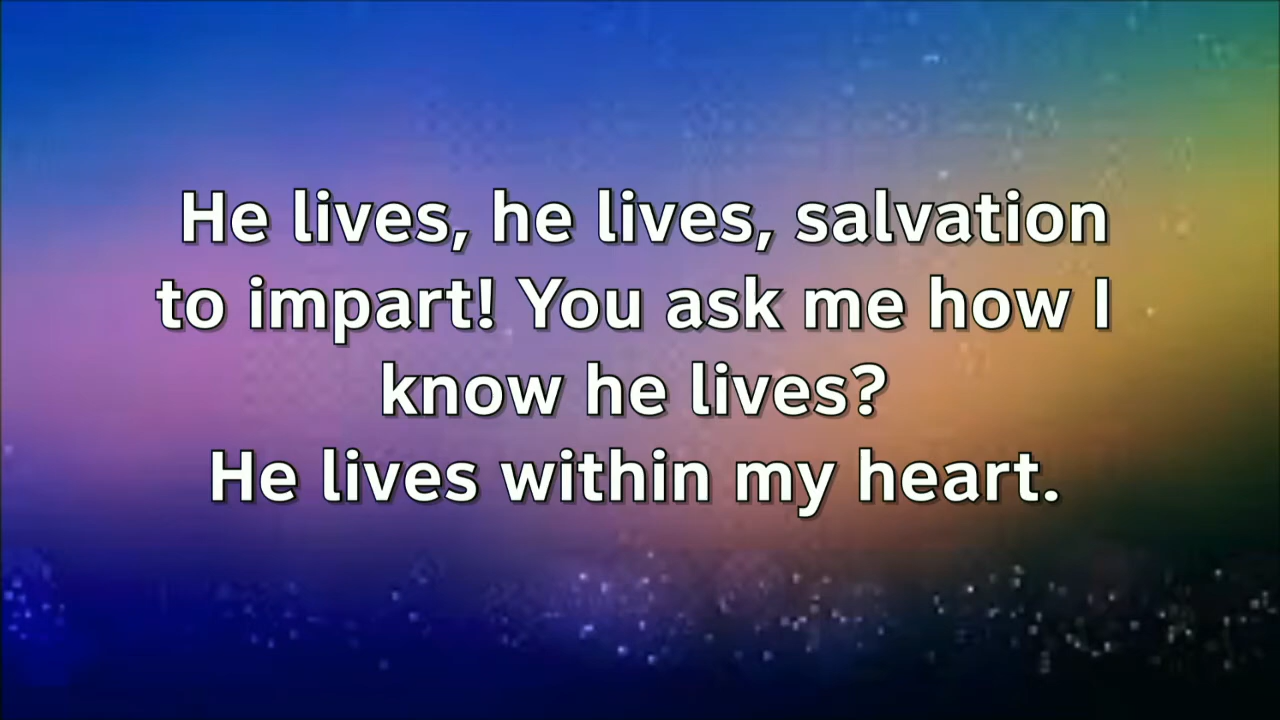 He lives, he lives, salvation
to impart! You ask me how I
know he lives?
He lives within my heart.